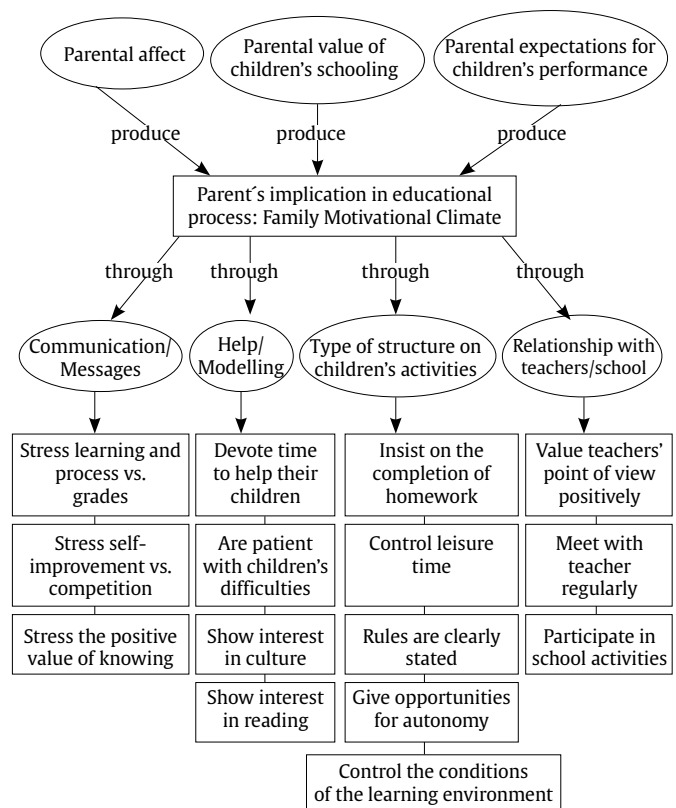 Parental affect
Parental value of
children's schooling
Parental expectations for
children's performance
produce
produce
produce
Parent´s implication in educational
process: Family Motivational Climate
through
through
through
through
Communication/
Messages
Help/
Modelling
Type of structure on
children's activities
Relationship with
teachers/school
Stress learning and
process vs.
grades
Stress self-
improvement vs.
competition
Stress the positive
value of knowing
Devote time
to help their
children
Are patient
with children's
difficulties
Show interest
in culture
Show interest
in reading
Insist on the
completion of
homework
Control leisure
time
Rules are clearly
stated
Give opportunities
for autonomy
Control the conditions
of the learning environment
Value teachers'
point of view
positively
Meet with
teacher
regularly
Participate in
school activities